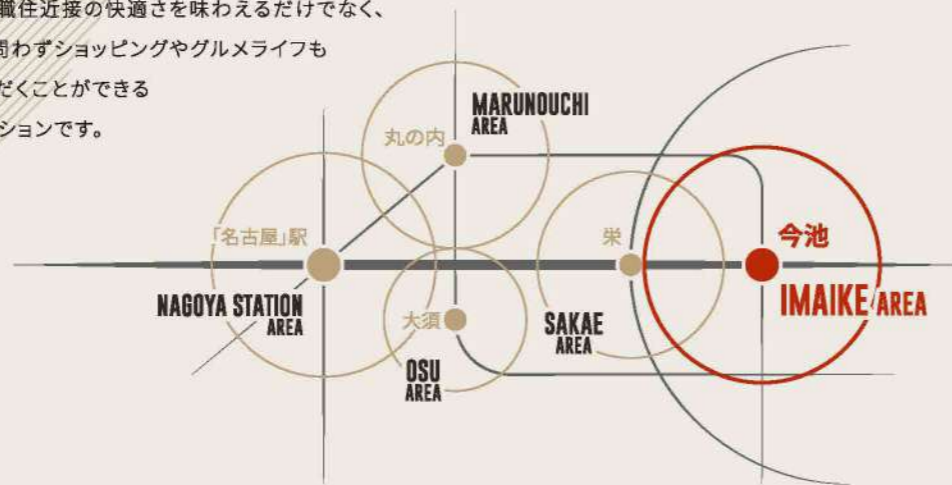 職住近接の快適さを味わえるだけでなく、
問わずショッピングやグルメライフも
だくことができる
ションです。
MARUNOUCHI
AREA
丸の内
「名古屋」駅
栄
今池
NAGOYA STATION
AREA
大須
SAKAE
AREA
IMAIKE AREA
OSU
AREA